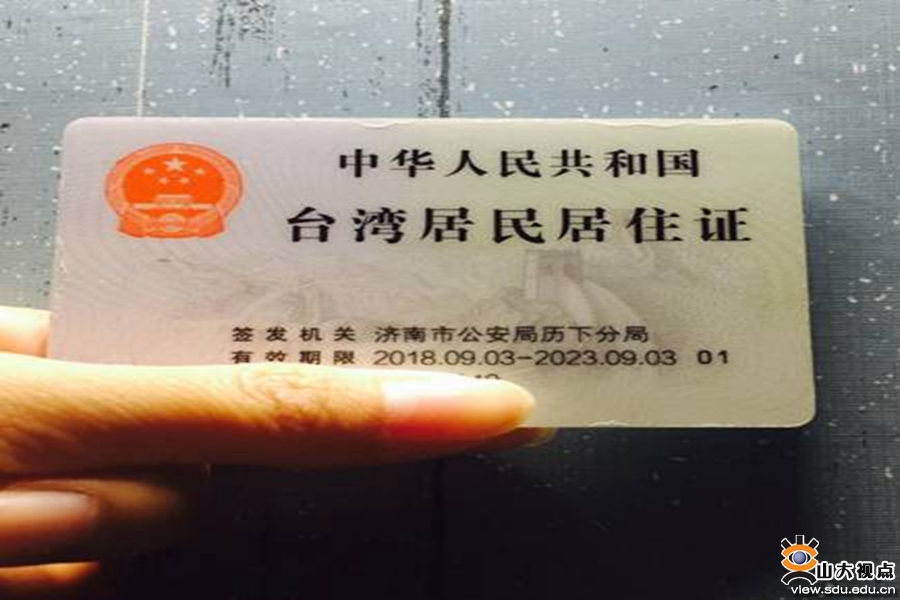 中华人民共和国
台湾居民居住证
签发机关 济南市公安局历下分局
有效期限 2018.09.03-2023.09.03 01
山大视点
www.view.sdu.edu.cn